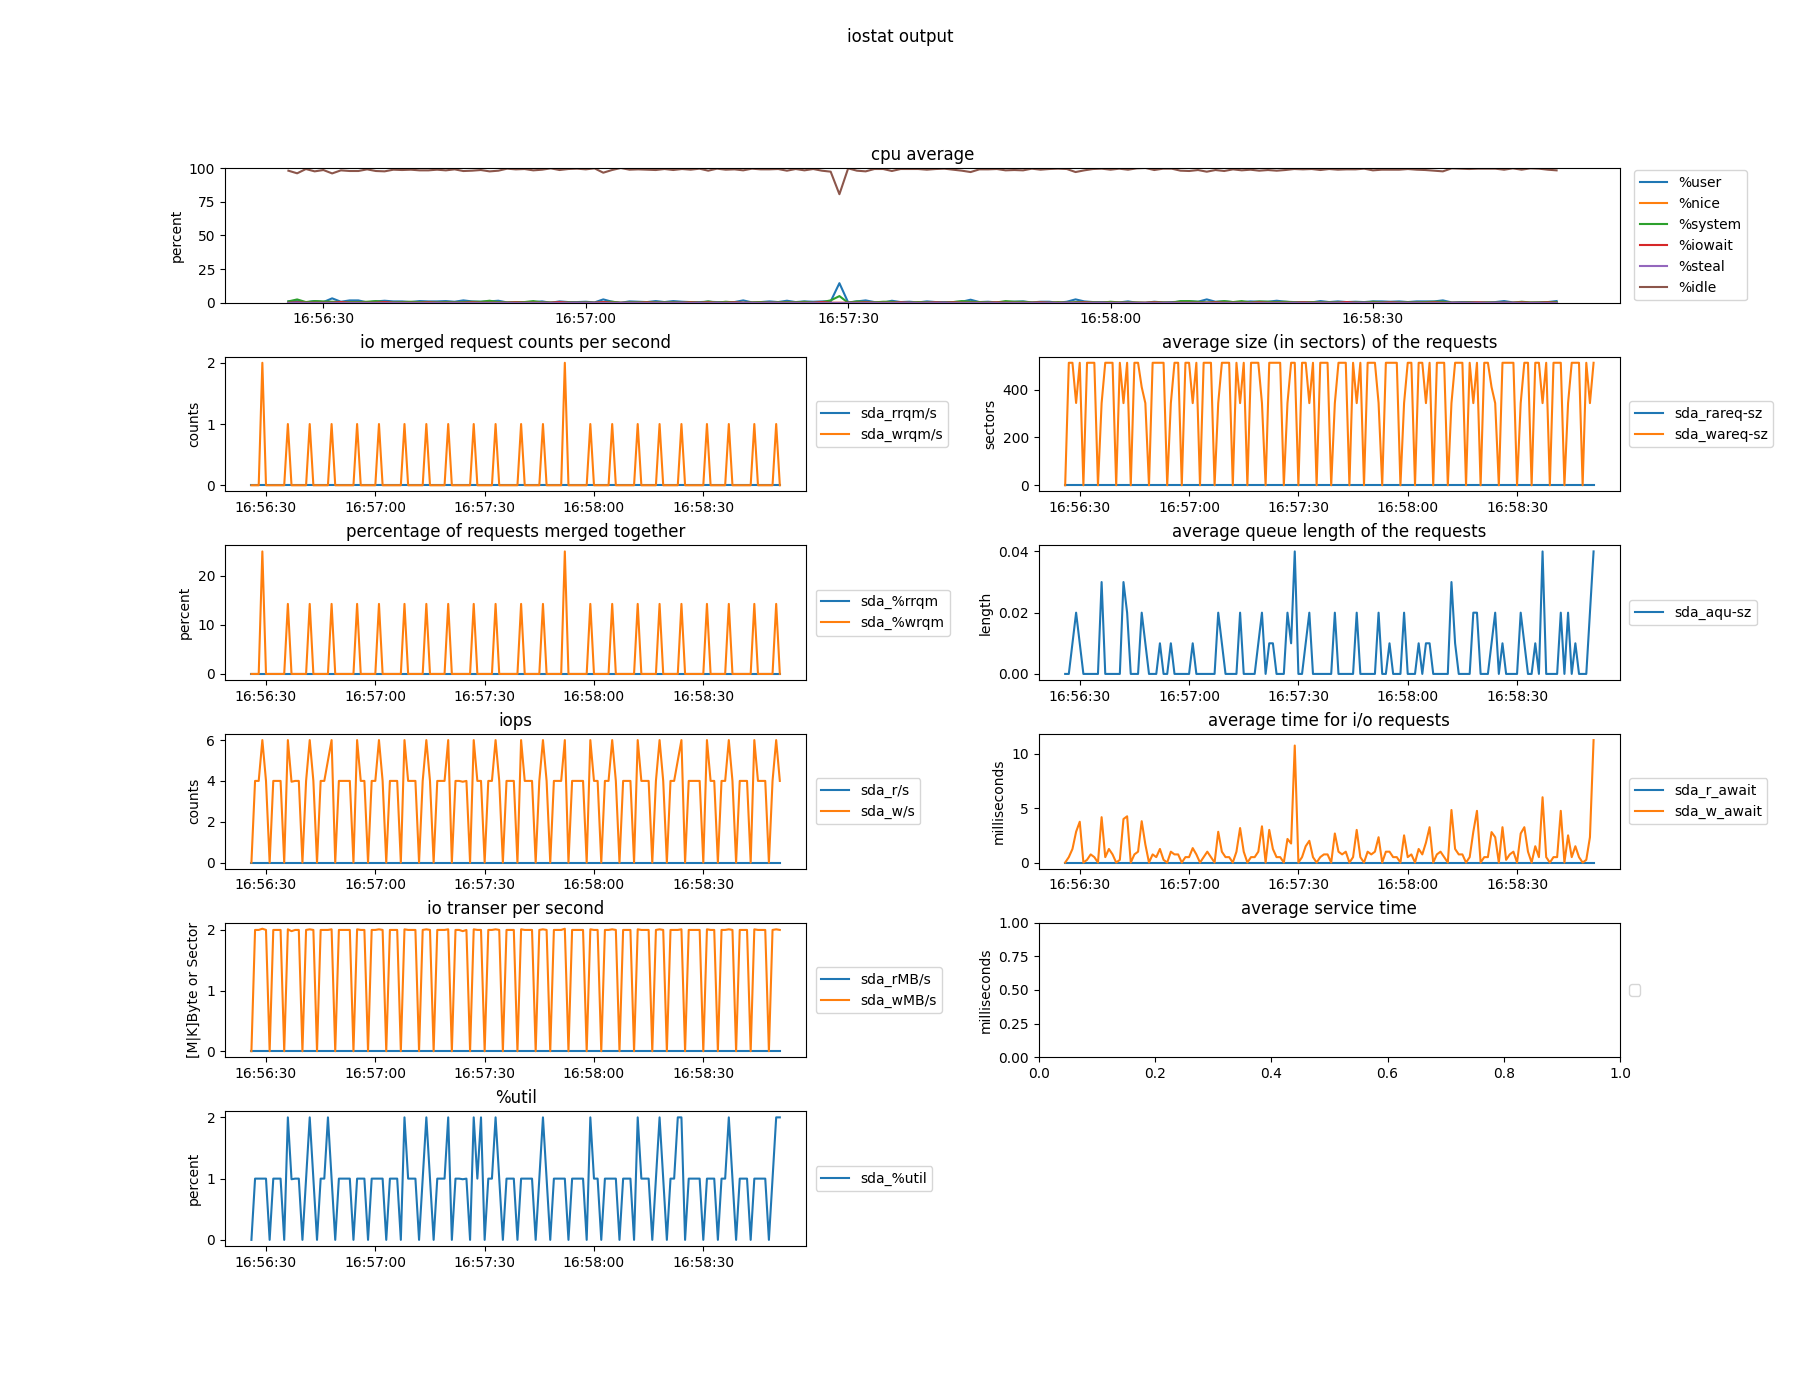 iostat output
cpu average
percent
100
75
50
25
0
16:56:30 16:57:00 16:57:30 16:58:00 16:58:30
%user
%nice
%system
%iowait
%steal
%idle
io merged request counts per second
counts
2
1
0
16:56:30 16:57:00 16:57:30 16:58:00 16:58:30
sda_rrqm/s
sda_wrqm/s
average size (in sectors) of the requests
sectors
400
200
0
16:56:30 16:57:00 16:57:30 16:58:00 16:58:30
sda_rareq-sz
sda_wareq-sz
percentage of requests merged together
percent
20
10
0
16:56:30 16:57:00 16:57:30 16:58:00 16:58:30
sda_%rrqm
sda_%wrqm
average queue length of the requests
length
0.04
0.02
0.00
16:56:30 16:57:00 16:57:30 16:58:00 16:58:30
sda_aqu-sz
iops
counts
6
4
2
0
16:56:30 16:57:00 16:57:30 16:58:00 16:58:30
sda_r/s
sda_w/s
average time for i/o requests
milliseconds
10
5
0
16:56:30 16:57:00 16:57:30 16:58:00 16:58:30
sda_r_await
sda_w_await
io transer per second
[M|K]Byte or Sector
2
1
0
16:56:30 16:57:00 16:57:30 16:58:00 16:58:30
sda_rMB/s
sda_wMB/s
average service time
milliseconds
1.00
0.75
0.50
0.25
0.00
0.0 0.2 0.4 0.6 0.8 1.0
%util
percent
2
1
0
16:56:30 16:57:00 16:57:30 16:58:00 16:58:30
sda_%util